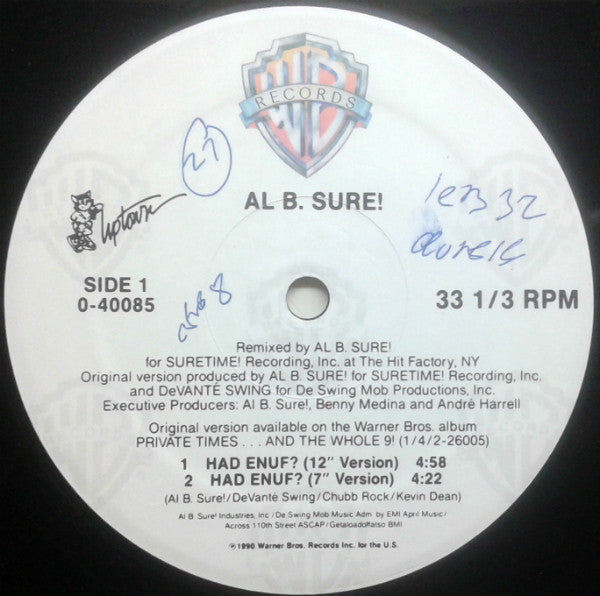 WB
RECORDS
27
Uptown
AL B. SURE!
SIDE 1
0-40085
33 1/3 RPM
Remixed by AL B. SURE!
for SURETIME! Recording, Inc. at The Hit Factory, NY
Original version produced by AL B. SURE! for SURETIME! Recording, Inc.
and DeVANTÉ SWING for De Swing Mob Productions, Inc.
Executive Producers: Al B. Sure!, Benny Medina and André Harrell
Original version available on the Warner Bros. album
PRIVATE TIMES . . . AND THE WHOLE 9! (1/4/2-26005)
1 HAD ENUF? (12" Version) 4:58
2 HAD ENUF? (7" Version) 4:22
(Al B. Sure!/DeVanté Swing/Chubb Rock/Kevin Dean)
Al B. Sure! Industries, Inc./De Swing Mob Music Adm. by EMI April Music/
Across 110th Street ASCAP/Getaloadofatso BMI
℗©1990 Warner Bros. Records Inc. for the U.S.